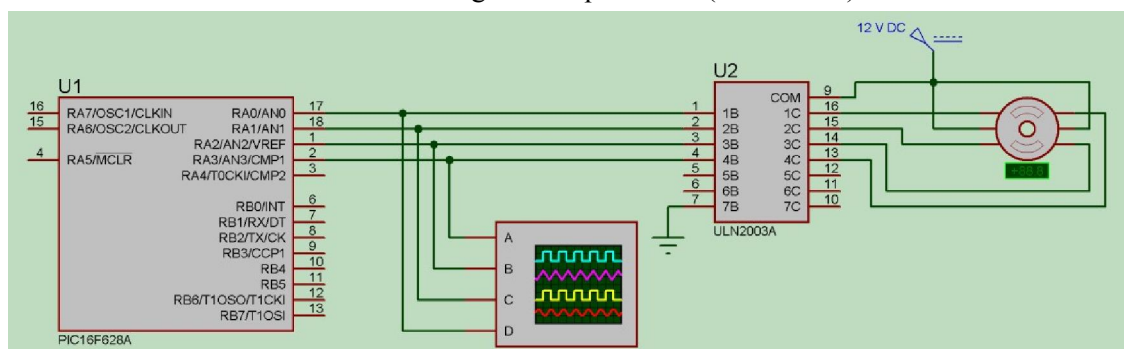 12 V DC
U1
16 RA7/OSC1/CLKIN RA0/AN0 17
15 RA6/OSC2/CLKOUT RA1/AN1 18
RA2/AN2/VREF 1
4 RA5/MCLR RA3/AN3/CMP1 2
RA4/T0CKI/CMP2 3
RB0/INT 6
RB1/RX/DT 7
RB2/TX/CK 8
RB3/CCP1 9
RB4 10
RB5 11
RB6/T1OSO/T1CKI 12
RB7/T1OSI 13
PIC16F628A
A
B
C
D
U2
COM 9
1 1B 1C 16
2 2B 2C 15
3 3B 3C 14
4 4B 4C 13
5 5B 5C 12
6 6B 6C 11
7 7B 7C 10
ULN2003A